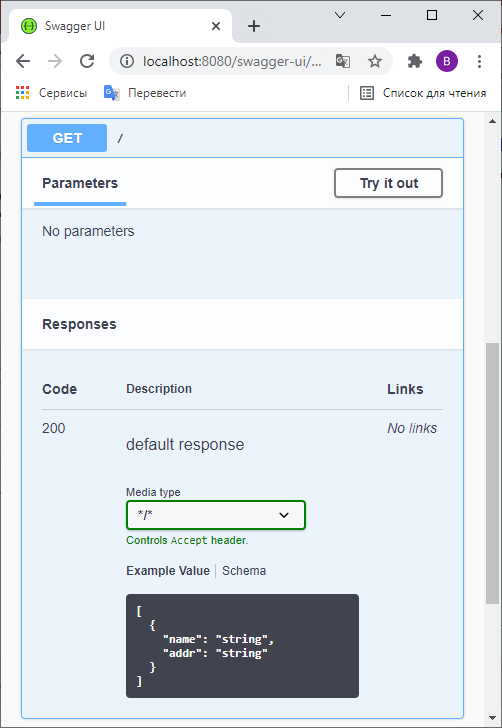 Swagger UI
localhost:8080/swagger-ui/...
B
Сервисы
Перевести
Список для чтения
GET /
Parameters
Try it out
No parameters
Responses
Code Description Links
200 default response No links
Media type
*/*
Controls Accept header.
Example Value Schema
[
{
"name": "string",
"addr": "string"
}
]